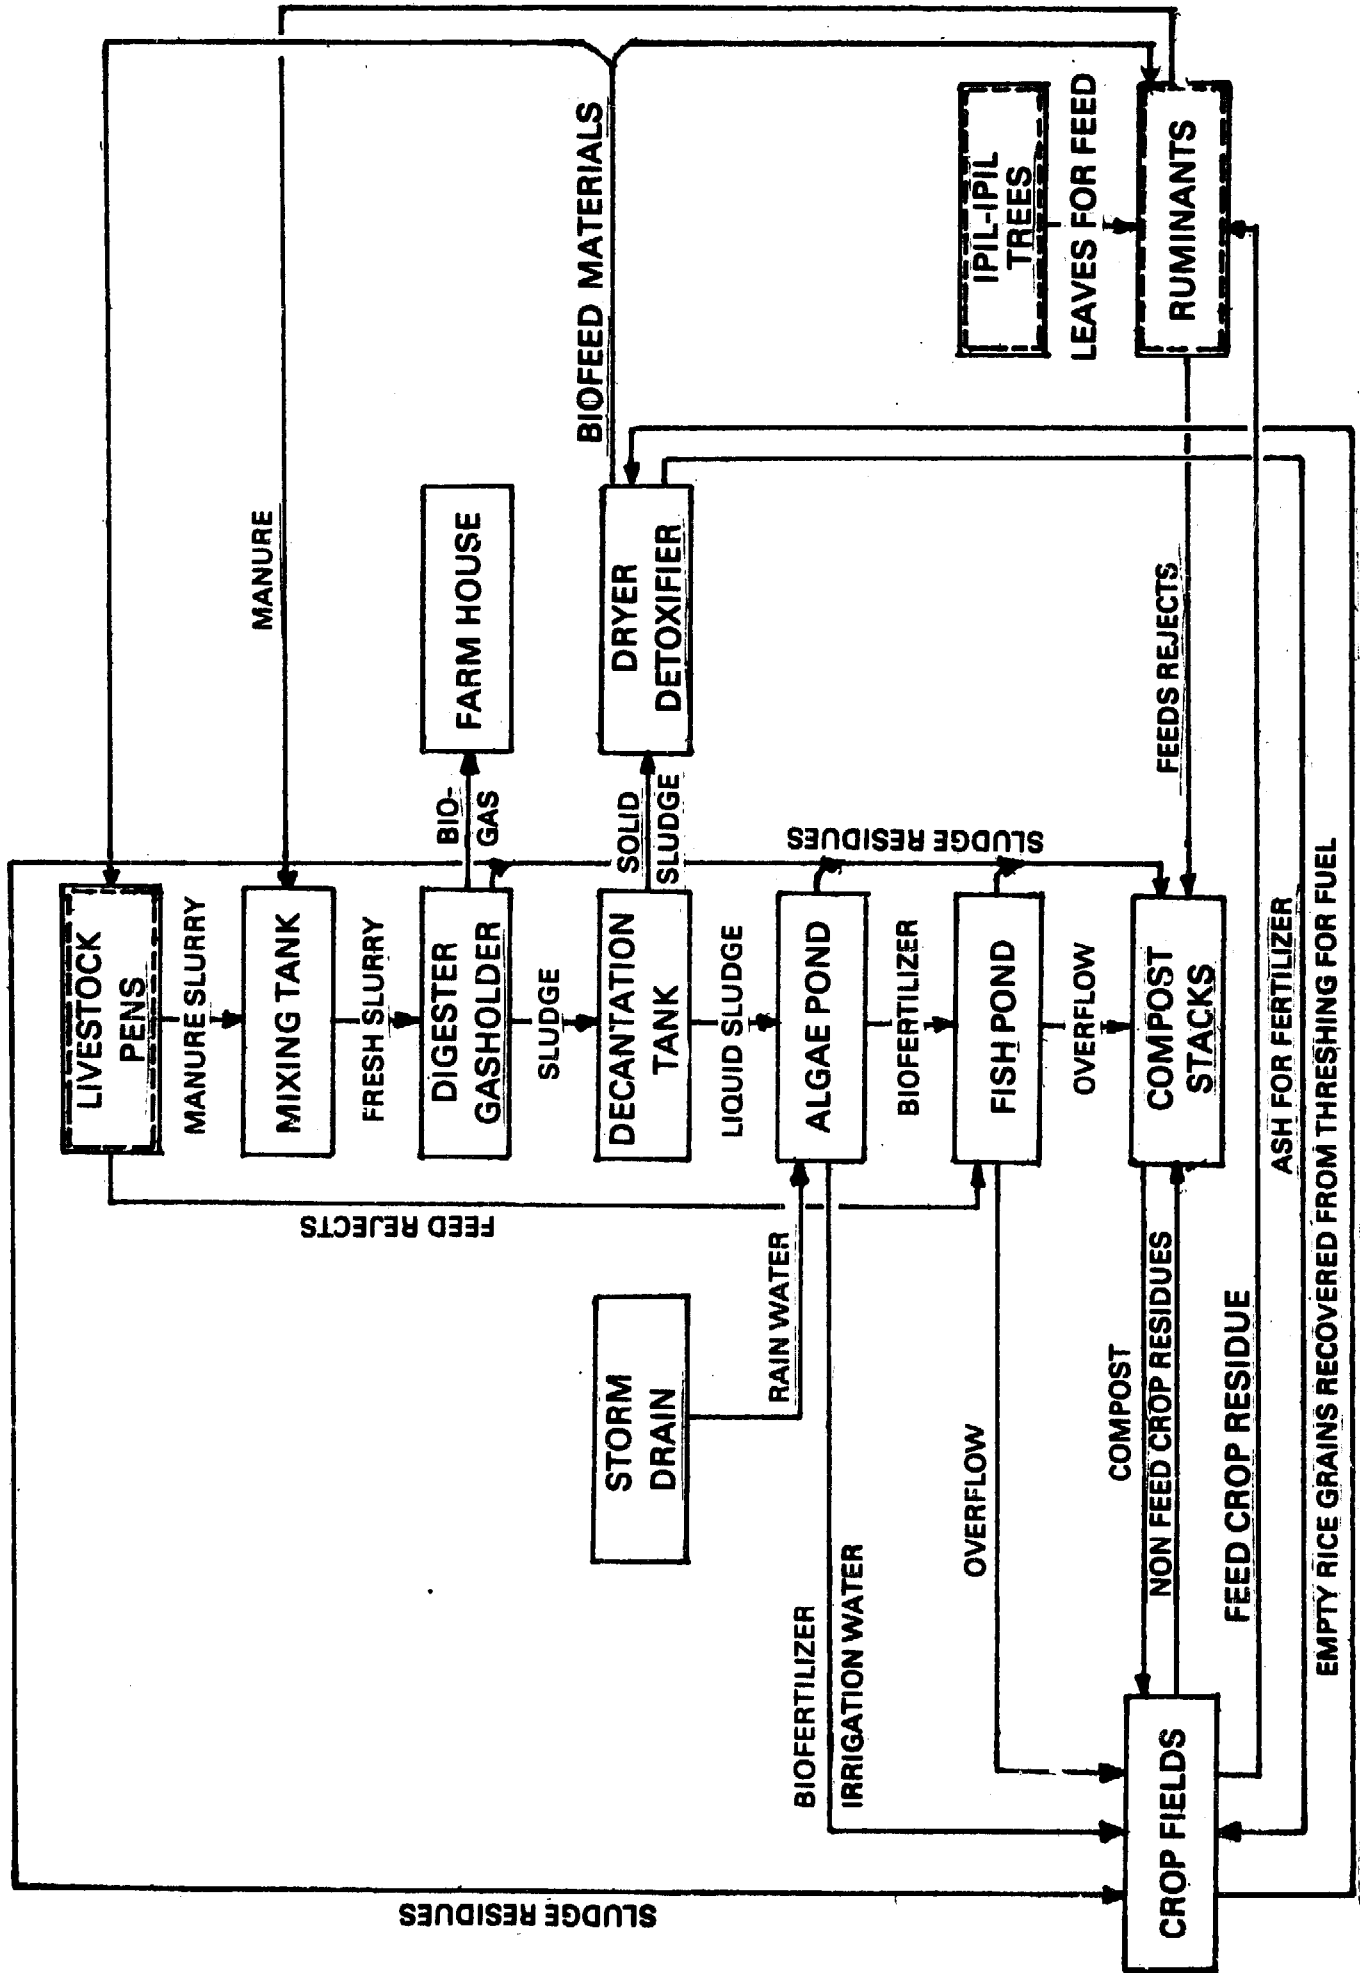 LIVESTOCK
PENS
MANURE SLURRY
MIXING TANK
MANURE
FRESH SLURRY
DIGESTER
GASHOLDER
BIO-
GAS
FARM HOUSE
SLUDGE
DECANTATION
TANK
SOLID
SLUDGE
DRYER
DETOXIFIER
BIOFEED MATERIALS
LIQUID SLUDGE
ALGAE POND
STORM
DRAIN
RAIN WATER
FEED REJECTS
BIOFERTILIZER
IRRIGATION WATER
BIOFERTILIZER
FISH POND
OVERFLOW
OVERFLOW
SLUDGE RESIDUES
COMPOST
STACKS
COMPOST
NON FEED CROP RESIDUES
FEEDS REJECTS
IPIL-IPIL
TREES
LEAVES FOR FEED
RUMINANTS
CROP FIELDS
SLUDGE RESIDUES
FEED CROP RESIDUE
ASH FOR FERTILIZER
EMPTY RICE GRAINS RECOVERED FROM THRESHING FOR FUEL